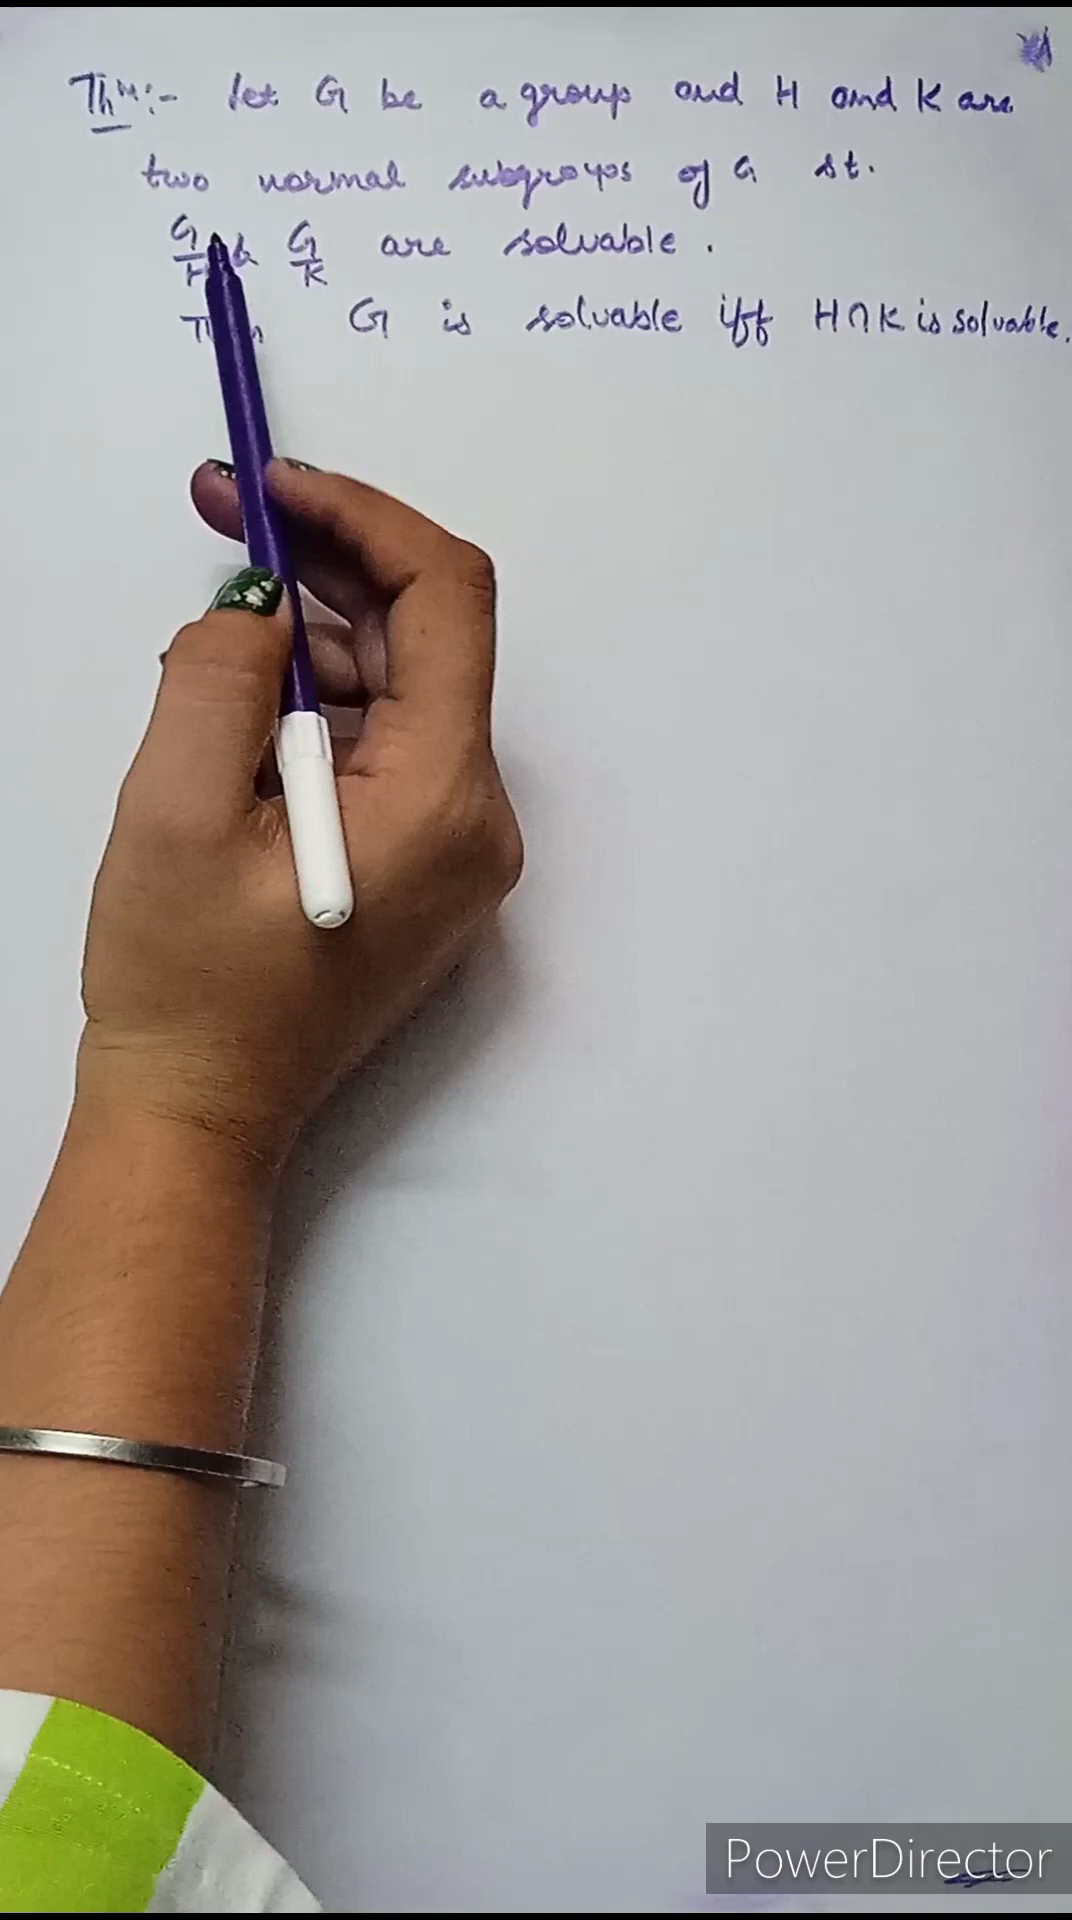 Thm:- Let G be a group and H and K are
two normal subgroups of G st.
G/H & G/K are solvable.
G is solvable iff H∩K is solvable.
PowerDirector